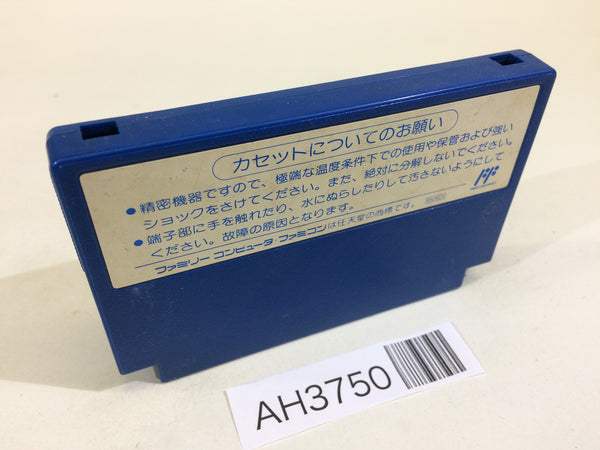 カセットについてのお願い
●精密機器ですので、極端な温度条件下での使用や保管および強い
ショックをさけてください。また、絶対に分解しないでください。
●端子部に手を触れたり、水にぬらしたりして汚さないようにして
ください。故障の原因となります。
ファミリー コンピュータ・ファミコンは任天堂の商標です。
AH3750